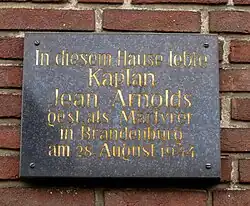 In diesem Hause lebte
Kaplan
Jean Arnolds
gest. als Märtyrer
in Brandenburg
am 28. August 1944